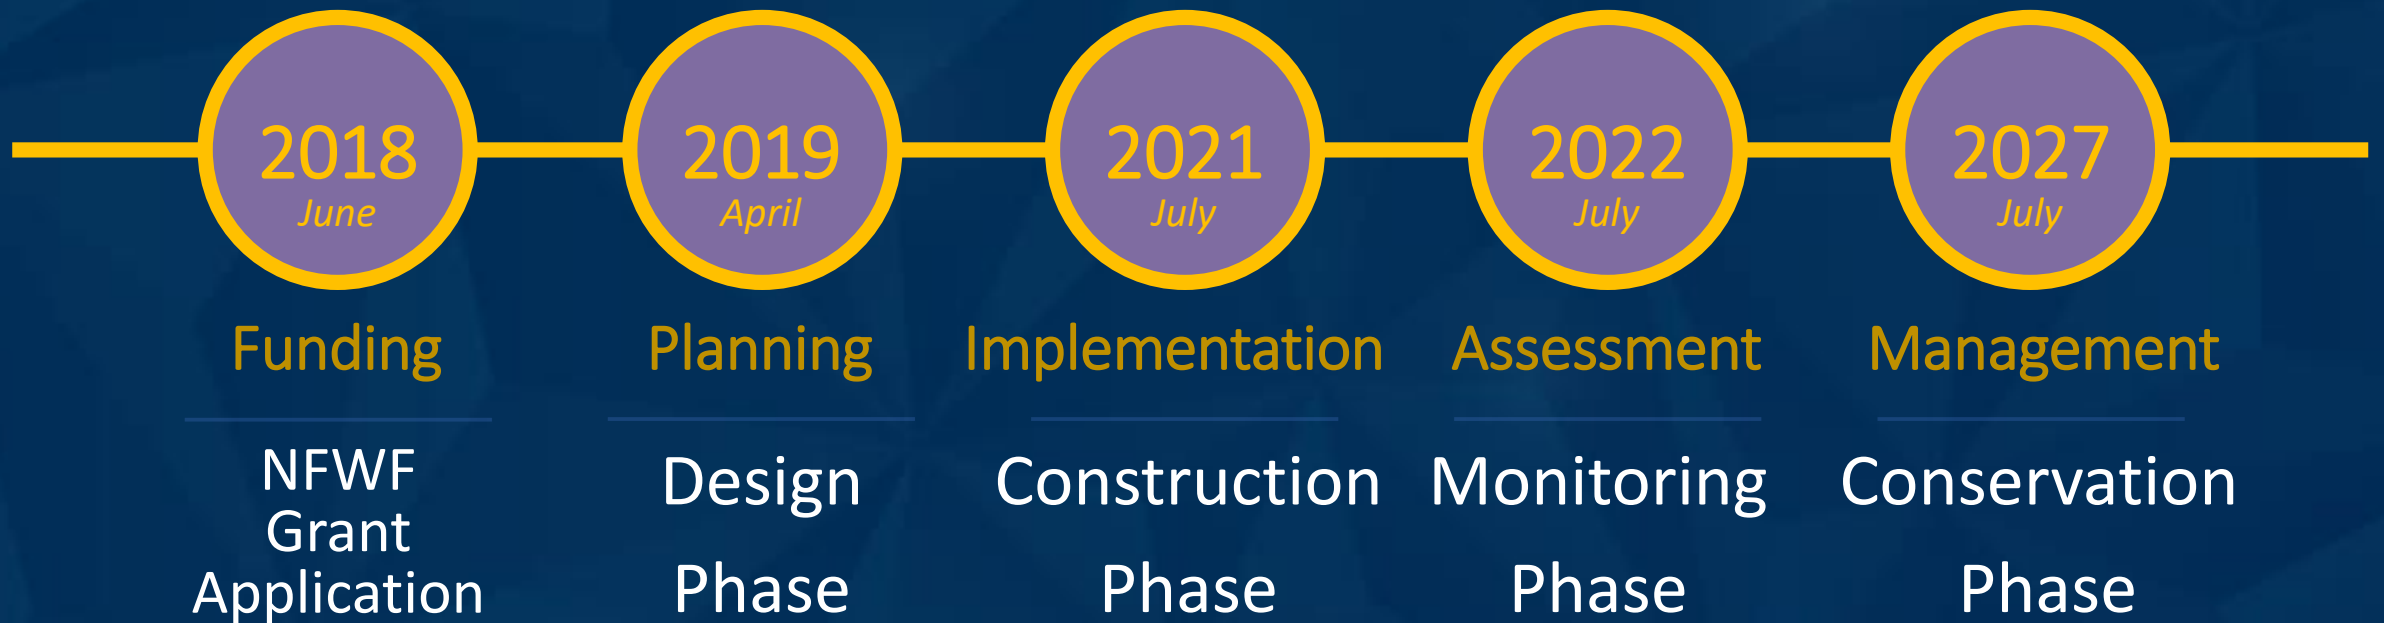 2018
June
Funding
NFWF
Grant
Application
2019
April
Planning
Design
Phase
2021
July
Implementation
Construction
Phase
2022
July
Assessment
Monitoring
Phase
2027
July
Management
Conservation
Phase